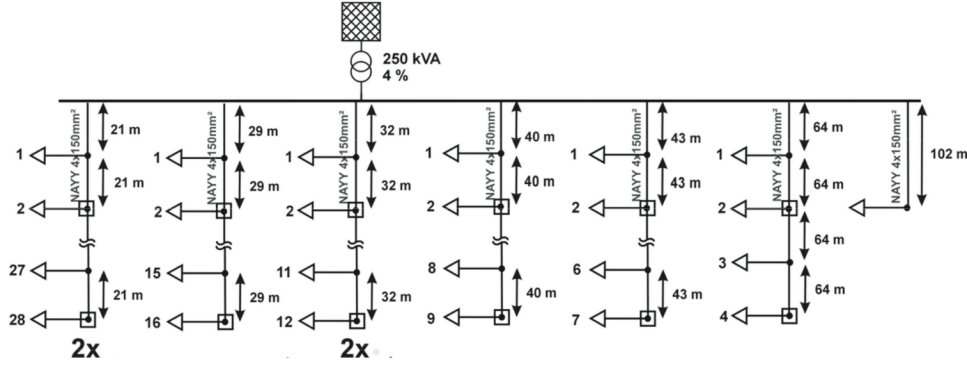 250 kVA
4 %
NAYY 4x150mm²
21 m
1
21 m
2
27
21 m
28
2x
NAYY 4x150mm²
29 m
1
29 m
2
15
29 m
16
NAYY 4x150mm²
32 m
1
32 m
2
11
32 m
12
2x
NAYY 4x150mm²
40 m
1
40 m
2
8
40 m
9
NAYY 4x150mm²
43 m
1
43 m
2
6
43 m
7
NAYY 4x150mm²
64 m
1
64 m
2
64 m
3
64 m
4
NAYY 4x150mm²
102 m